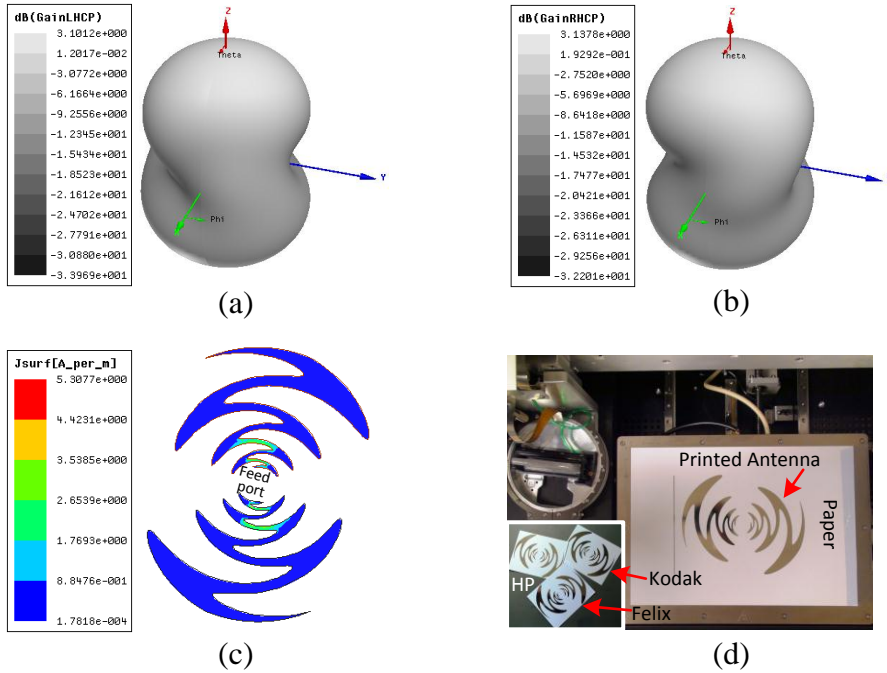 dB(GainLHCP)
3.1012e+000
1.2017e-002
-3.0772e+000
-6.1664e+000
-9.2556e+000
-1.2345e+001
-1.5434e+001
-1.8523e+001
-2.1612e+001
-2.4702e+001
-2.7791e+001
-3.0880e+001
-3.3969e+001
Z
Theta
Y
Phi
X
(a)
dB(GainRHCP)
3.1378e+000
1.9292e-001
-2.7520e+000
-5.6969e+000
-8.6418e+000
-1.1587e+001
-1.4532e+001
-1.7477e+001
-2.0421e+001
-2.3366e+001
-2.6311e+001
-2.9256e+001
-3.2201e+001
Z
Theta
Phi
X
(b)
Jsurf[A_per_m]
5.3077e+000
4.4231e+000
3.5385e+000
2.6539e+000
1.7693e+000
8.8476e-001
1.7818e-004
Feed
port
(c)
Printed Antenna
Paper
HP
Kodak
Felix
(d)